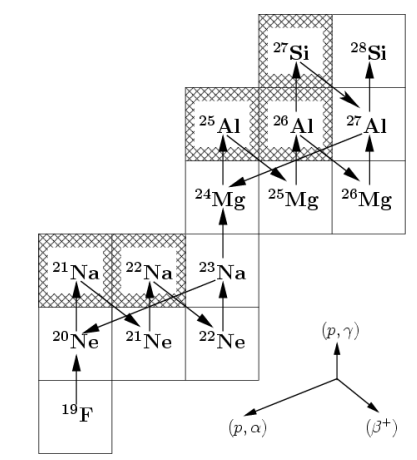 ²⁷Si ²⁸Si
²⁵Al ²⁶Al ²⁷Al
²⁴Mg ²⁵Mg ²⁶Mg
²¹Na ²²Na ²³Na
²⁰Ne ²¹Ne ²²Ne
(p, γ)
¹⁹F
(p, α) (β⁺)